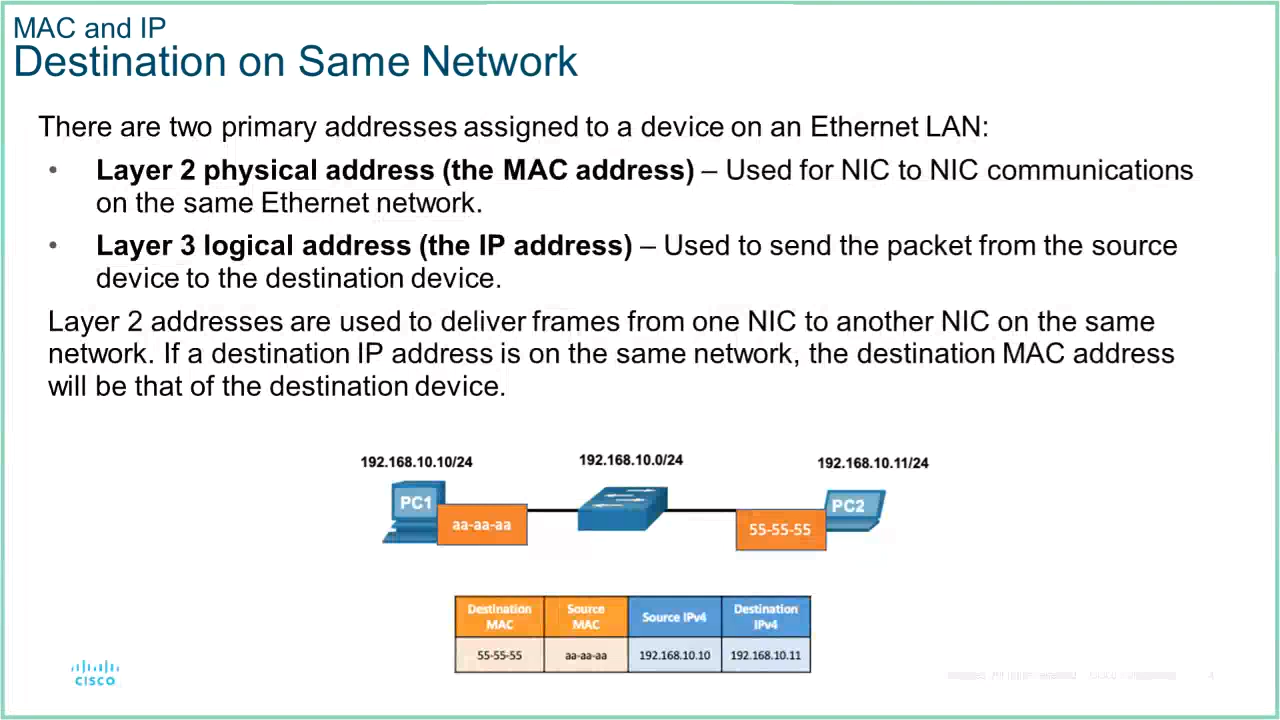 MAC and IP
Destination on Same Network
There are two primary addresses assigned to a device on an Ethernet LAN:
• Layer 2 physical address (the MAC address) – Used for NIC to NIC communications
on the same Ethernet network.
• Layer 3 logical address (the IP address) – Used to send the packet from the source
device to the destination device.
Layer 2 addresses are used to deliver frames from one NIC to another NIC on the same
network. If a destination IP address is on the same network, the destination MAC address
will be that of the destination device.
192.168.10.10/24 192.168.10.0/24 192.168.10.11/24
PC1 PC2
aa-aa-aa 55-55-55
Destination MAC Source MAC Source IPv4 Destination IPv4
55-55-55 aa-aa-aa 192.168.10.10 192.168.10.11
CISCO